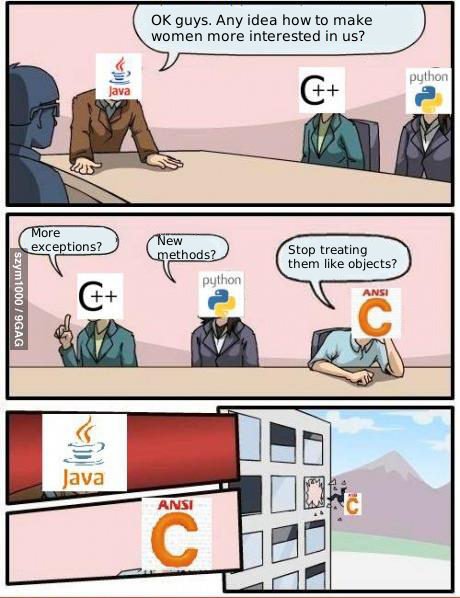 OK guys. Any idea how to make
women more interested in us?
Java
C++
python
More
exceptions?
New
methods?
Stop treating
them like objects?
C++
python
ANSI
C
szym1000 / 9GAG
Java
ANSI
C
ANSI
C